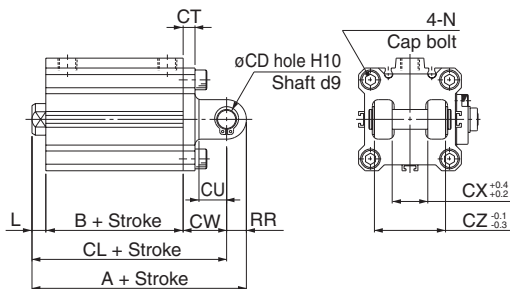 CT
4-N
Cap bolt
øCD hole H10
Shaft d9
CU
L
B + Stroke
CW
RR
CL + Stroke
A + Stroke
CX +0.4 +0.2
CZ -0.1 -0.3